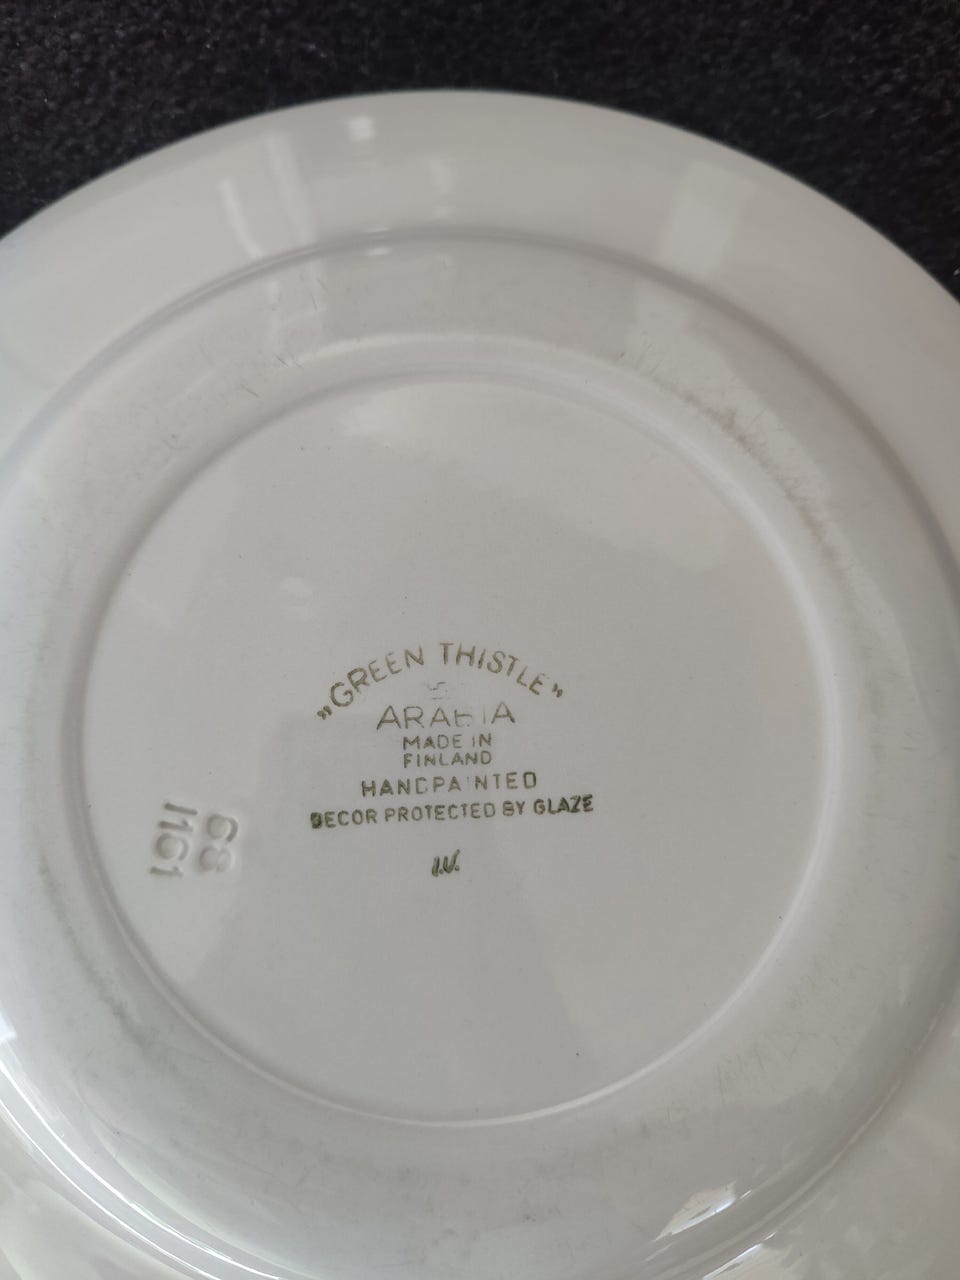 „GREEN THISTLE”
ARABIA
MADE IN
FINLAND
HANDPAINTED
DECOR PROTECTED BY GLAZE
I.V.